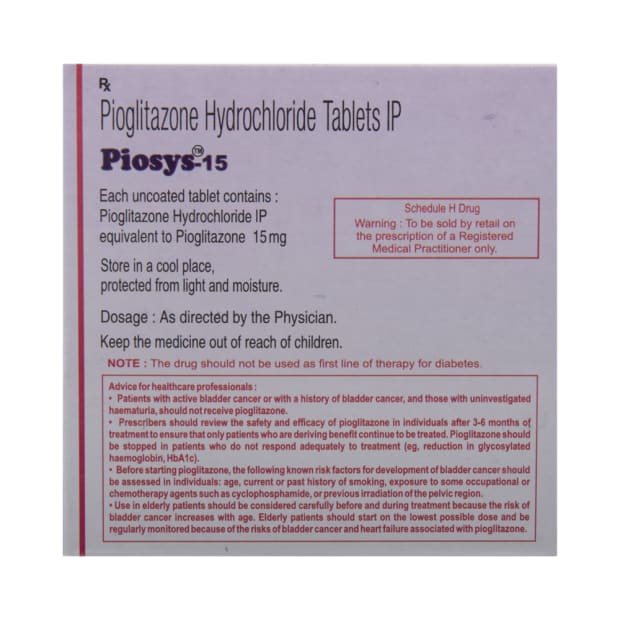 Rx
Pioglitazone Hydrochloride Tablets IP
Piosys™-15
Each uncoated tablet contains :
Pioglitazone Hydrochloride IP
equivalent to Pioglitazone 15 mg
Schedule H Drug
Warning : To be sold by retail on
the prescription of a Registered
Medical Practitioner only.
Store in a cool place,
protected from light and moisture.
Dosage : As directed by the Physician.
Keep the medicine out of reach of children.
NOTE : The drug should not be used as first line of therapy for diabetes.
Advice for healthcare professionals :
• Patients with active bladder cancer or with a history of bladder cancer, and those with uninvestigated
haematuria, should not receive pioglitazone.
• Prescribers should review the safety and efficacy of pioglitazone in individuals after 3-6 months of
treatment to ensure that only patients who are deriving benefit continue to be treated. Pioglitazone should
be stopped in patients who do not respond adequately to treatment (eg, reduction in glycosylated
haemoglobin, HbA1c).
• Before starting pioglitazone, the following known risk factors for development of bladder cancer should
be assessed in individuals: age, current or past history of smoking, exposure to some occupational or
chemotherapy agents such as cyclophosphamide, or previous irradiation of the pelvic region.
• Use in elderly patients should be considered carefully before and during treatment because the risk of
bladder cancer increases with age. Elderly patients should start on the lowest possible dose and be
regularly monitored because of the risks of bladder cancer and heart failure associated with pioglitazone.